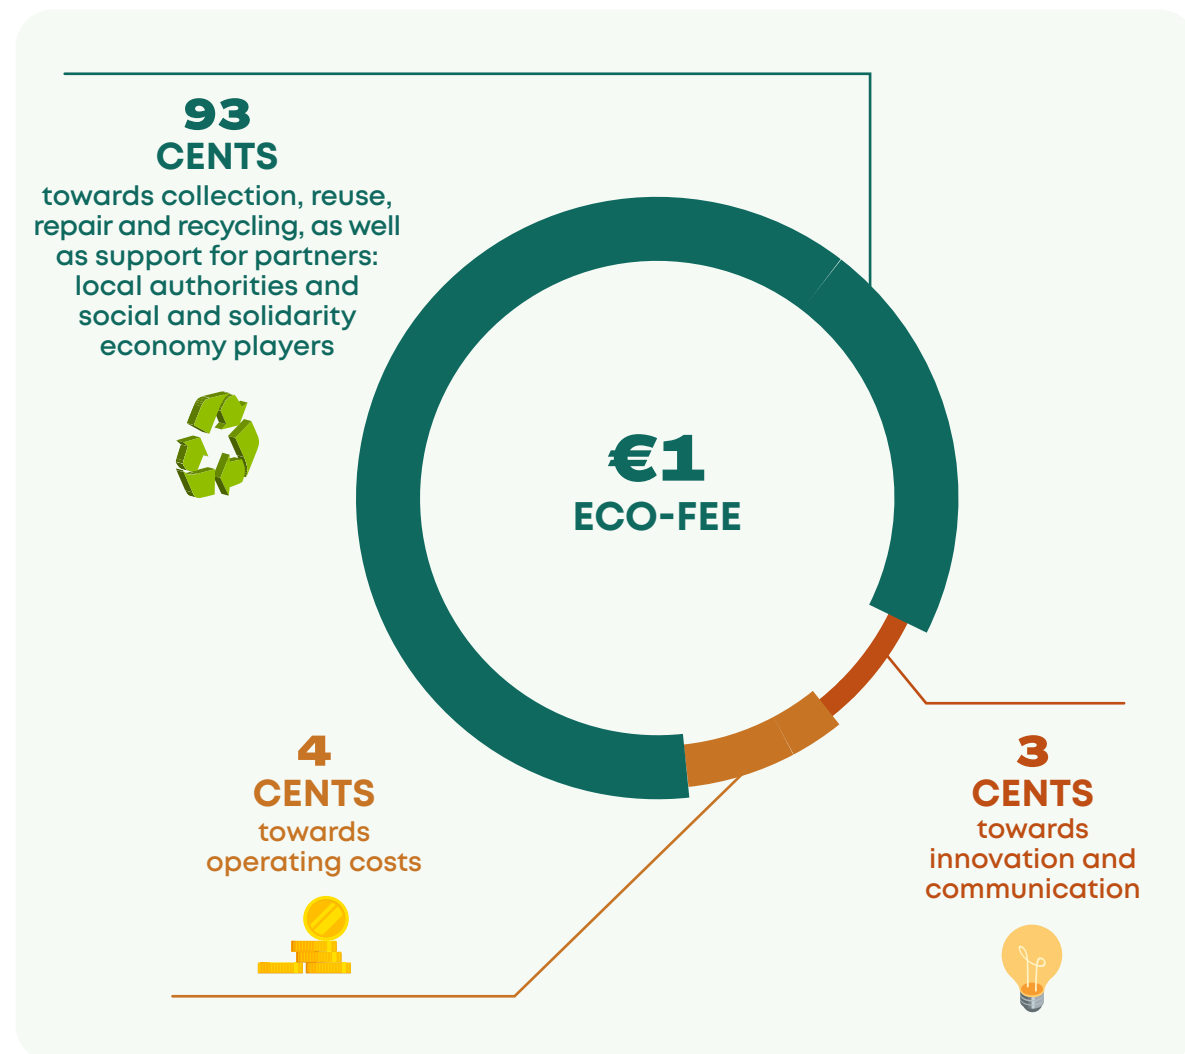 93
CENTS
towards collection, reuse,
repair and recycling, as well
as support for partners:
local authorities and
social and solidarity
economy players
€1
ECO-FEE
4
CENTS
towards
operating costs
3
CENTS
towards
innovation and
communication